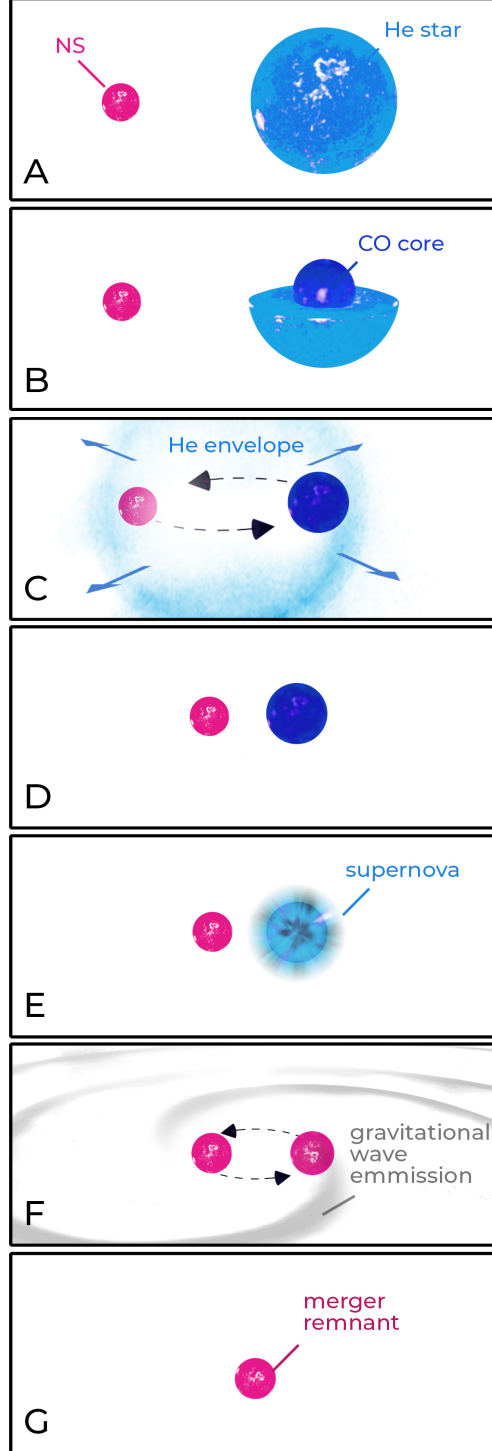 NS
He star
A
CO core
B
He envelope
C
D
supernova
E
gravitational
wave
emmission
F
merger
remnant
G